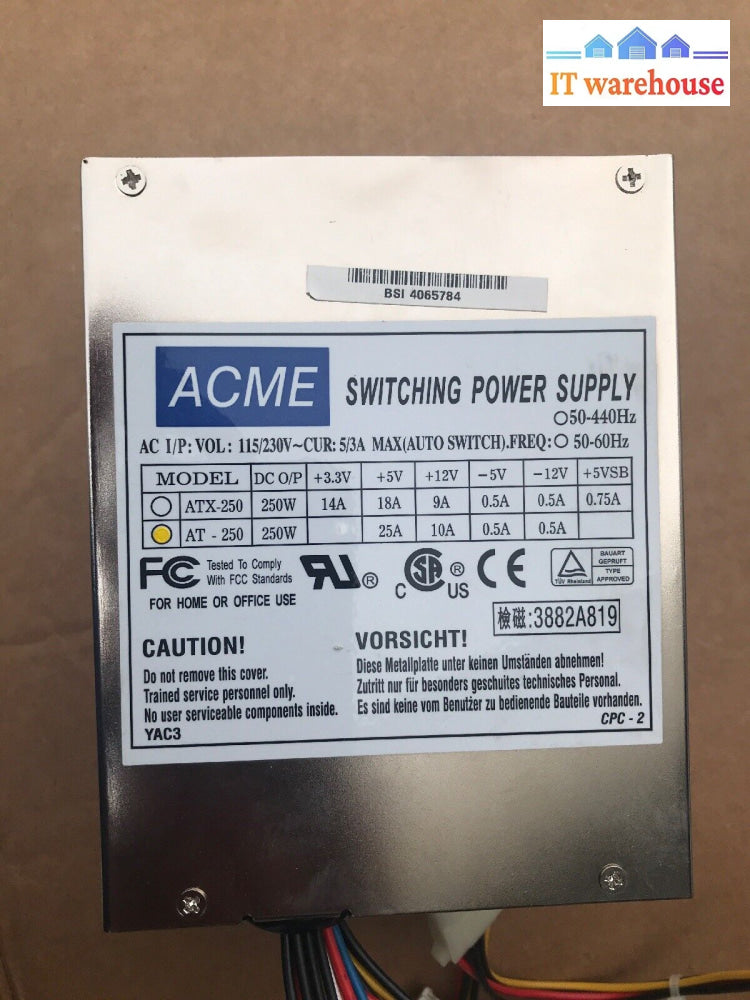 IT warehouse
BSI 4065784
ACME SWITCHING POWER SUPPLY
50-440Hz
AC I/P: VOL: 115/230V~CUR: 5/3A MAX(AUTO SWITCH).FREQ: 50-60Hz
MODEL DC O/P +3.3V +5V +12V -5V -12V +5VSB
ATX-250 250W 14A 18A 9A 0.5A 0.5A 0.75A
AT - 250 250W 25A 10A 0.5A 0.5A
FC Tested To Comply
With FCC Standards
FOR HOME OR OFFICE USE
RU ®
C SA ® US
CE
TÜV Rheinland
BAUART
GEPRÜFT
TYPE
APPROVED
檢磁:3882A819
CAUTION!
Do not remove this cover.
Trained service personnel only.
No user serviceable components inside.
YAC3
VORSICHT!
Diese Metallplatte unter keinen Umständen abnehmen!
Zutritt nur für besonders geschuites technisches Personal.
Es sind keine vom Benutzer zu bedienende Bauteile vorhanden.
CPC - 2